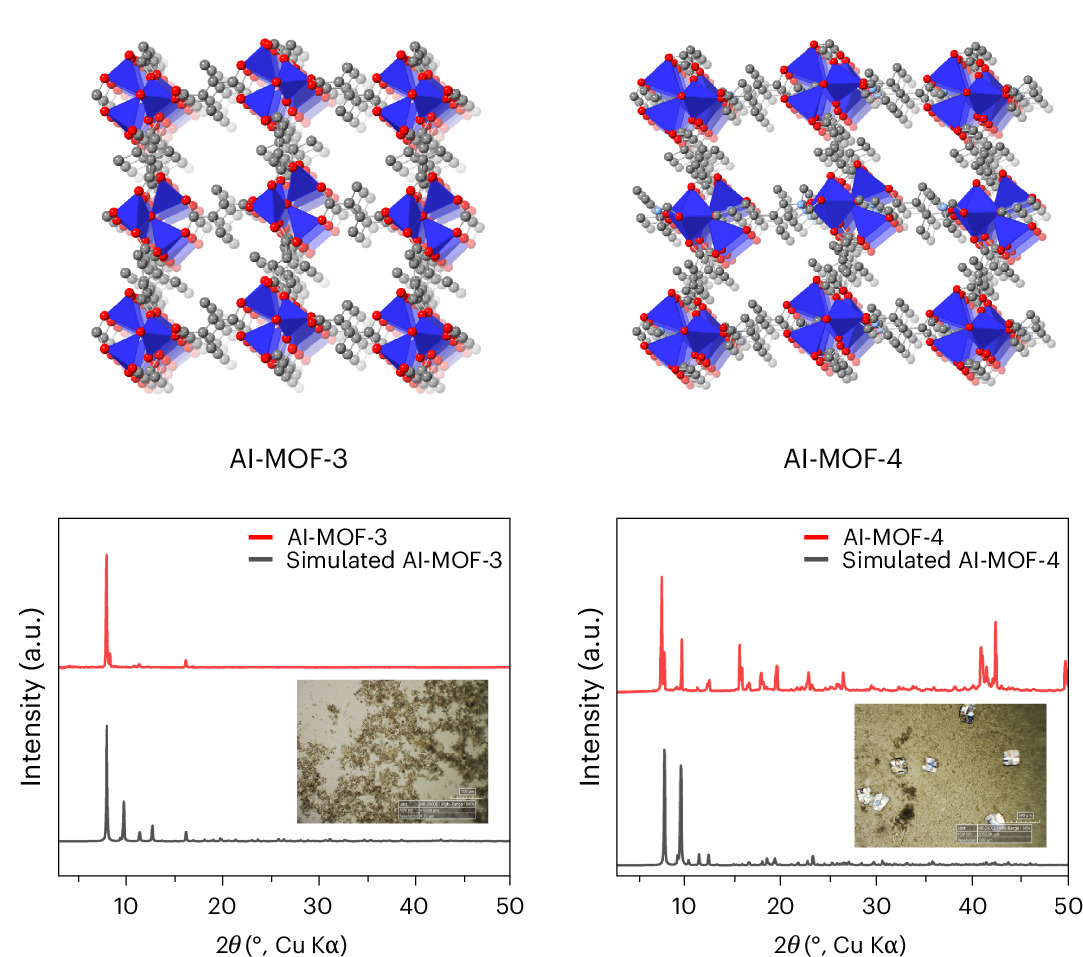 AI-MOF-3
AI-MOF-4
AI-MOF-3
Simulated AI-MOF-3
Intensity (a.u.)
10
20
30
40
50
2θ (°, Cu Kα)
AI-MOF-4
Simulated AI-MOF-4
Intensity (a.u.)
10
20
30
40
50
2θ (°, Cu Kα)